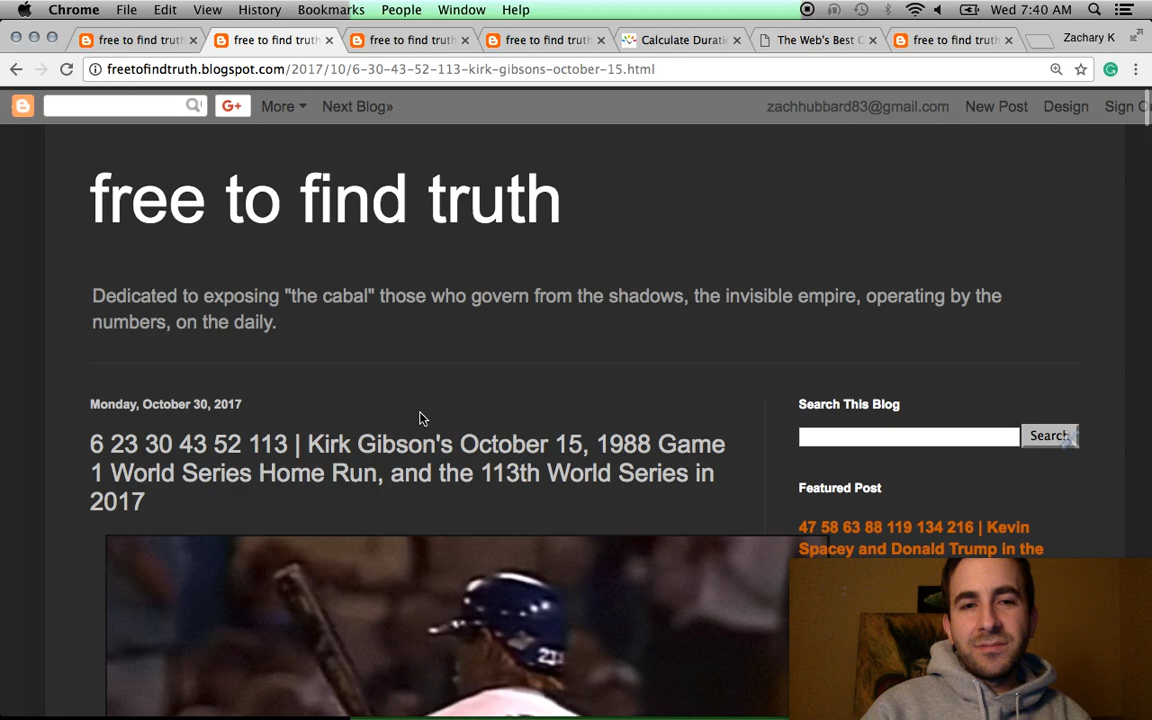 Chrome File Edit View History Bookmarks People Window Help Wed 7:40 AM
free to find truth free to find truth free to find truth free to find truth Calculate Durati The Web's Best G free to find truth Zachary K
freetofindtruth.blogspot.com/2017/10/6-30-43-52-113-kirk-gibsons-october-15.html
G+ More Next Blog» zachhubbard83@gmail.com New Post Design Sign O
free to find truth
Dedicated to exposing "the cabal" those who govern from the shadows, the invisible empire, operating by the
numbers, on the daily.
Monday, October 30, 2017
6 23 30 43 52 113 | Kirk Gibson's October 15, 1988 Game
1 World Series Home Run, and the 113th World Series in
2017
Search This Blog
Search
Featured Post
47 58 63 88 119 134 216 | Kevin
Spacey and Donald Trump in the